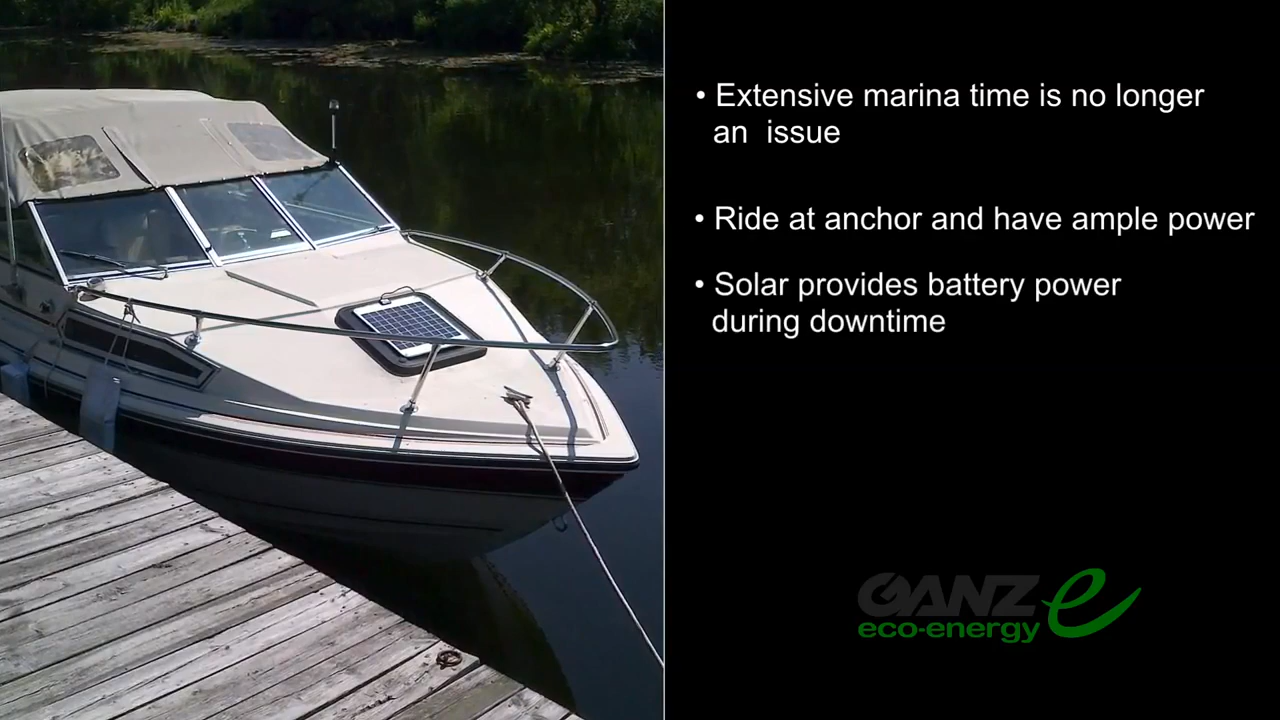 • Extensive marina time is no longer
an issue
• Ride at anchor and have ample power
• Solar provides battery power
during downtime
GANZ e
eco-energy